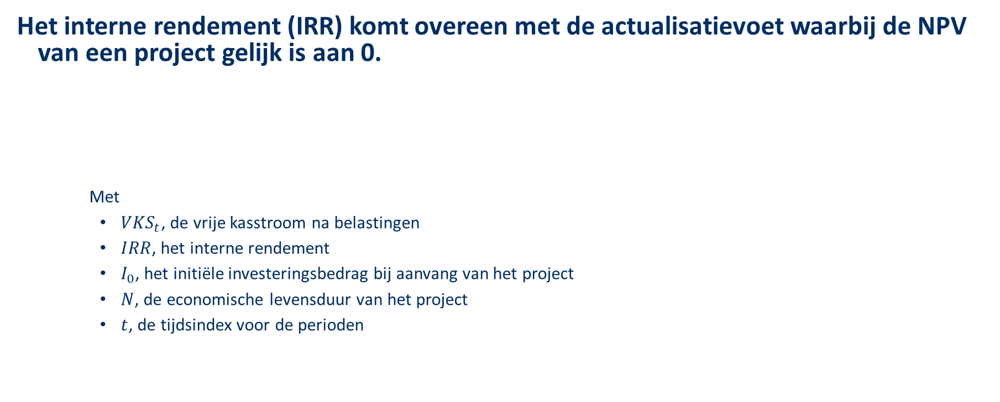 Het interne rendement (IRR) komt overeen met de actualisatievoet waarbij de NPV
van een project gelijk is aan 0.
Met
• VKSₜ, de vrije kasstroom na belastingen
• IRR, het interne rendement
• I₀, het initiële investeringsbedrag bij aanvang van het project
• N, de economische levensduur van het project
• t, de tijdsindex voor de perioden